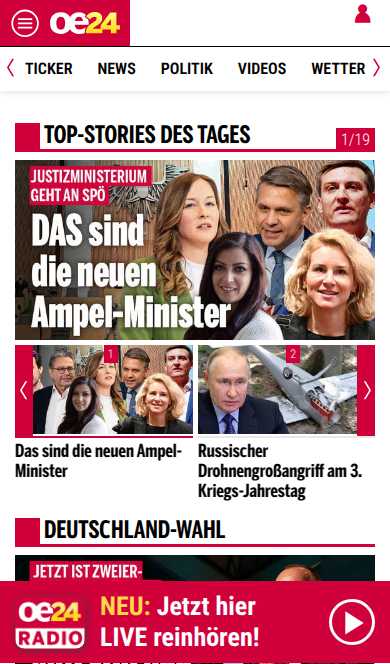 oe24
TICKER NEWS POLITIK VIDEOS WETTER
TOP-STORIES DES TAGES
1/19
JUSTIZMINISTERIUM
GEHT AN SPÖ
DAS sind
die neuen
Ampel-Minister
1
2
Das sind die neuen Ampel-
Minister
Russischer
Drohnengroßangriff am 3.
Kriegs-Jahrestag
DEUTSCHLAND-WAHL
JETZT IST ZWEIER-
oe24
RADIO
NEU: Jetzt hier
LIVE reinhören!